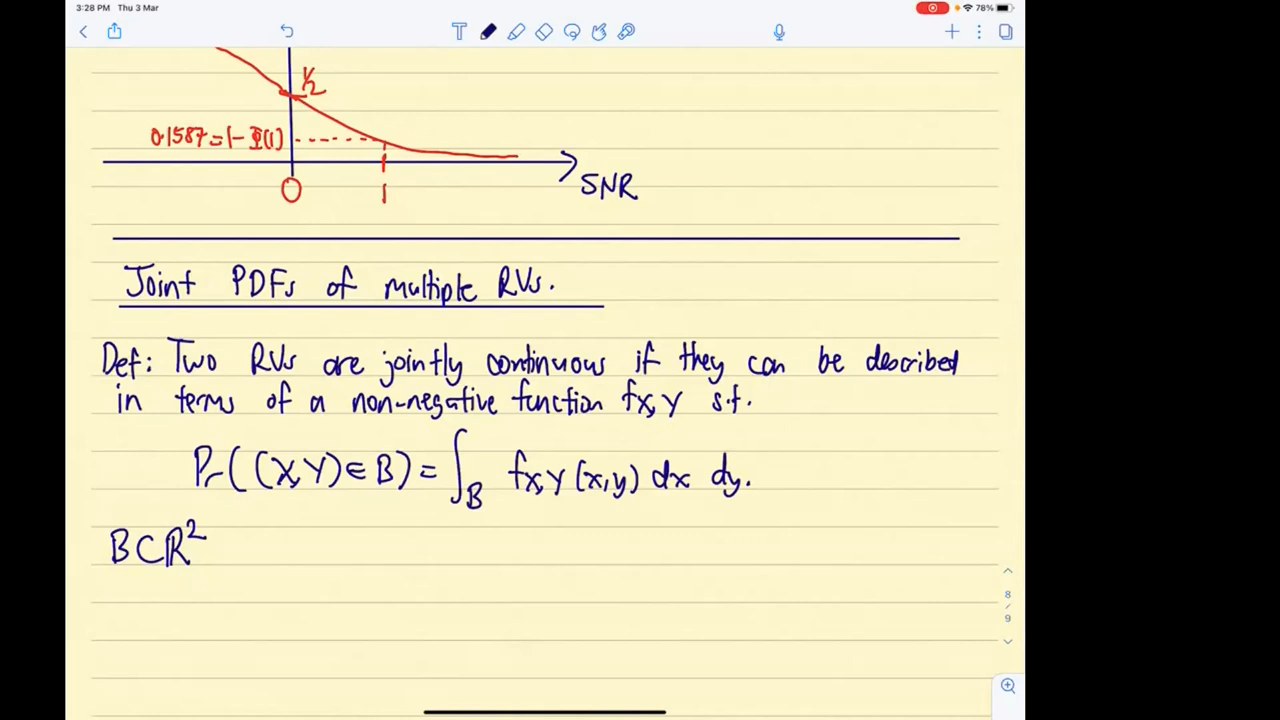 3:28 PM Thu 3 Mar
78%
1/2
0.1587=1-Φ(1)
0
1
SNR
Joint PDFs of multiple RVs.
Def: Two RVs are jointly continuous if they can be described
in terms of a non-negative function fx,Y s.t.
Pr((X,Y)∈B)=∫_B fx,Y(x,y) dx dy.
B⊂ℝ²
8
/
9